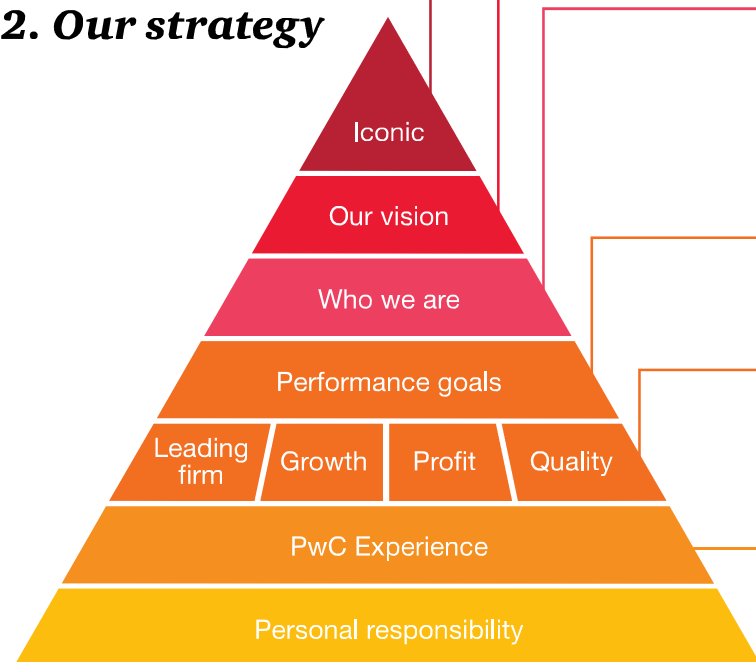 2. Our strategy
Iconic
Our vision
Who we are
Performance goals
Leading
firm
Growth
Profit
Quality
PwC Experience
Personal responsibility